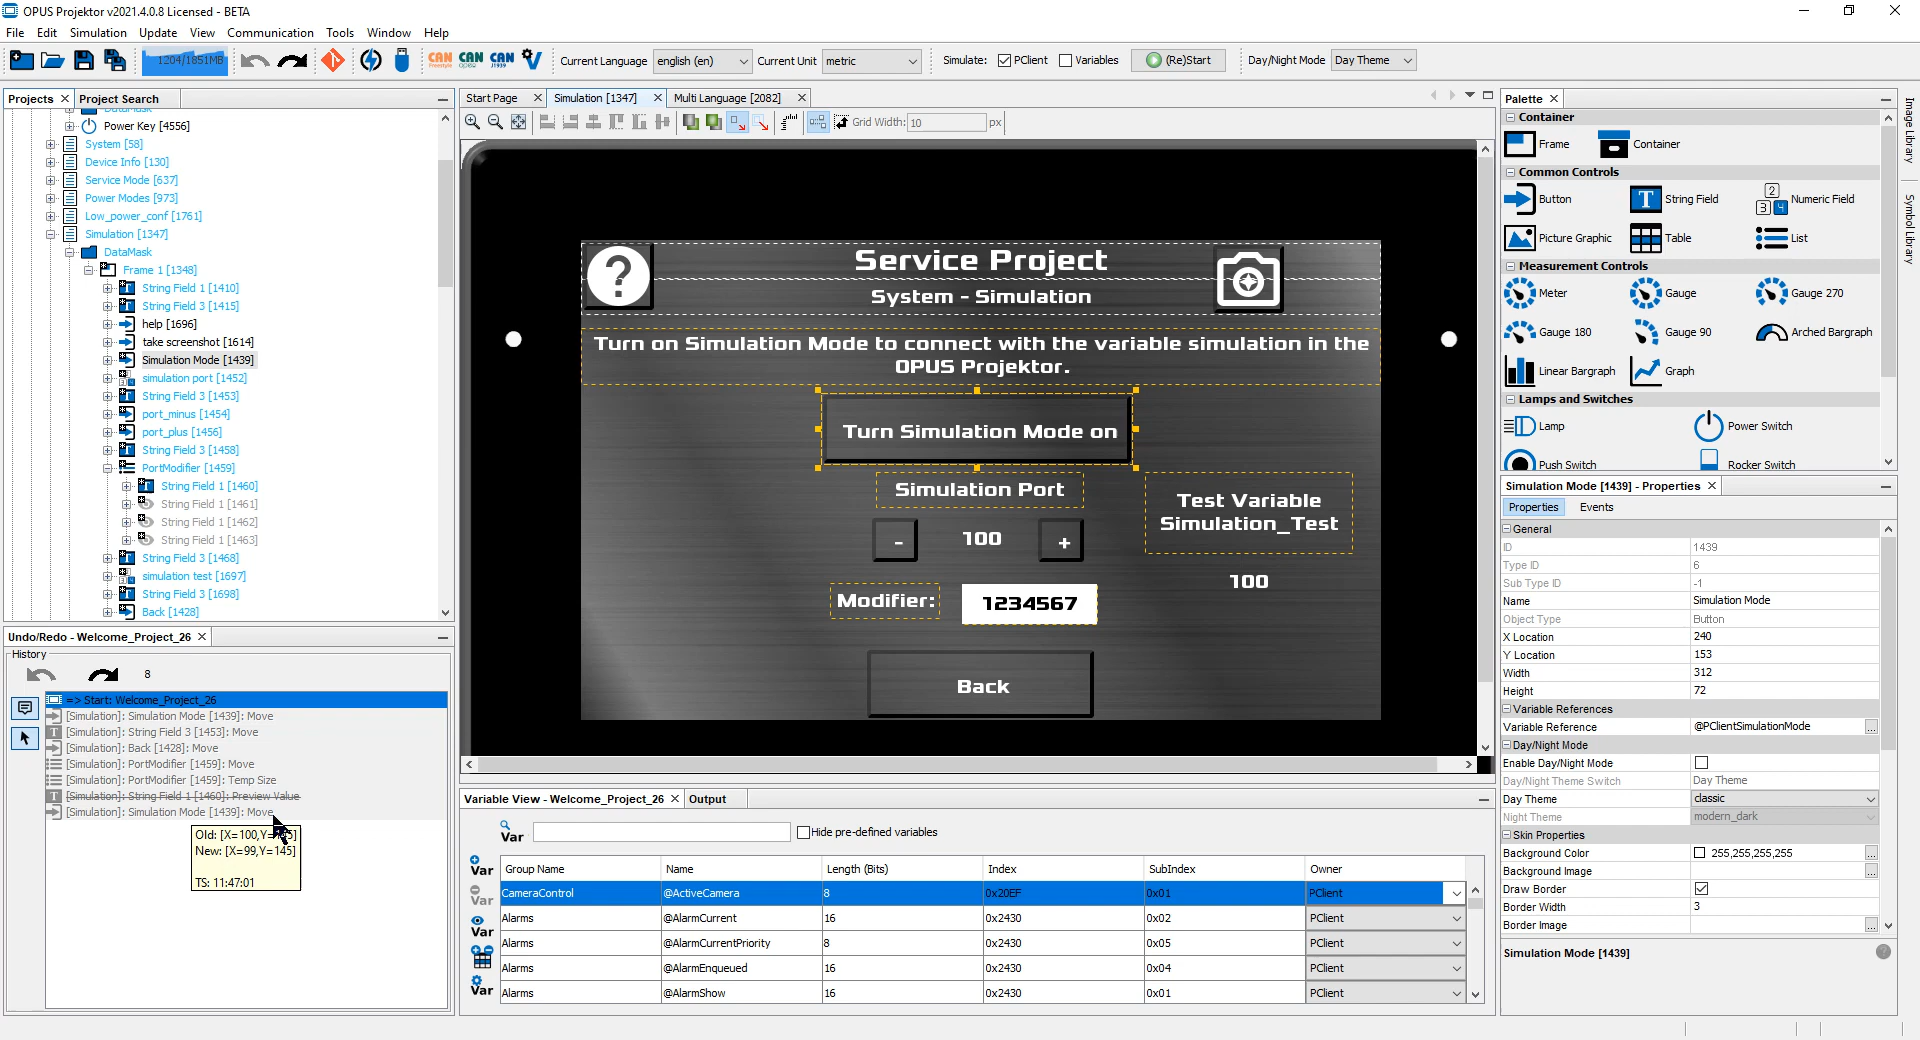 OPUS Projektor v2021.4.0.8 Licensed - BETA
File Edit Simulation Update View Communication Tools Window Help
1204/1851MB
CAN Freestyle CAN Open CAN J1939 Current Language english (en) Current Unit metric Simulate: PClient Variables (Re)Start Day/Night Mode Day Theme
Projects Project Search
DataMask
Power Key [4556]
System [58]
Device Info [130]
Service Mode [637]
Power Modes [973]
Low_power_conf [1761]
Simulation [1347]
DataMask
Frame 1 [1348]
String Field 1 [1410]
String Field 3 [1415]
help [1696]
take screenshot [1614]
Simulation Mode [1439]
simulation port [1452]
String Field 3 [1453]
port_minus [1454]
port_plus [1456]
String Field 3 [1458]
PortModifier [1459]
String Field 1 [1460]
String Field 1 [1461]
String Field 1 [1462]
String Field 1 [1463]
String Field 3 [1468]
simulation test [1697]
String Field 3 [1698]
Back [1428]
Undo/Redo - Welcome_Project_26
History
8
=> Start: Welcome_Project_26
[Simulation]: Simulation Mode [1439]: Move
[Simulation]: String Field 3 [1453]: Move
[Simulation]: Back [1428]: Move
[Simulation]: PortModifier [1459]: Move
[Simulation]: PortModifier [1459]: Temp Size
[Simulation]: String Field 1 [1460]: Preview Value
[Simulation]: Simulation Mode [1439]: Move
Old: [X=100,Y=
New: [X=99,Y=145]
TS: 11:47:01
Start Page Simulation [1347] Multi Language [2082]
Grid Width: 10 px
?
Service Project
System - Simulation
Turn on Simulation Mode to connect with the variable simulation in the
OPUS Projektor.
Turn Simulation Mode on
Simulation Port
- 100 +
Test Variable
Simulation_Test
100
Modifier: 1234567
Back
Variable View - Welcome_Project_26 Output
Var Hide pre-defined variables
Var
Var
Var
Var
Group Name Name Length (Bits) Index SubIndex Owner
CameraControl @ActiveCamera 8 0x20EF 0x01 PClient
Alarms @AlarmCurrent 16 0x2430 0x02 PClient
Alarms @AlarmCurrentPriority 8 0x2430 0x05 PClient
Alarms @AlarmEnqueued 16 0x2430 0x04 PClient
Alarms @AlarmShow 16 0x2430 0x01 PClient
Palette
Container
Frame Container
Common Controls
Button String Field Numeric Field
Picture Graphic Table List
Measurement Controls
Meter Gauge Gauge 270
Gauge 180 Gauge 90 Arched Bargraph
Linear Bargraph Graph
Lamps and Switches
Lamp Power Switch
Push Switch Rocker Switch
Image Library
Symbol Library
Simulation Mode [1439] - Properties
Properties Events
General
ID 1439
Type ID 6
Sub Type ID -1
Name Simulation Mode
Object Type Button
X Location 240
Y Location 153
Width 312
Height 72
Variable References
Variable Reference @PClientSimulationMode ...
Day/Night Mode
Enable Day/Night Mode
Day/Night Theme Switch Day Theme
Day Theme classic
Night Theme modern_dark
Skin Properties
Background Color 255,255,255,255 ...
Background Image ...
Draw Border
Border Width 3
Border Image ...
Simulation Mode [1439]